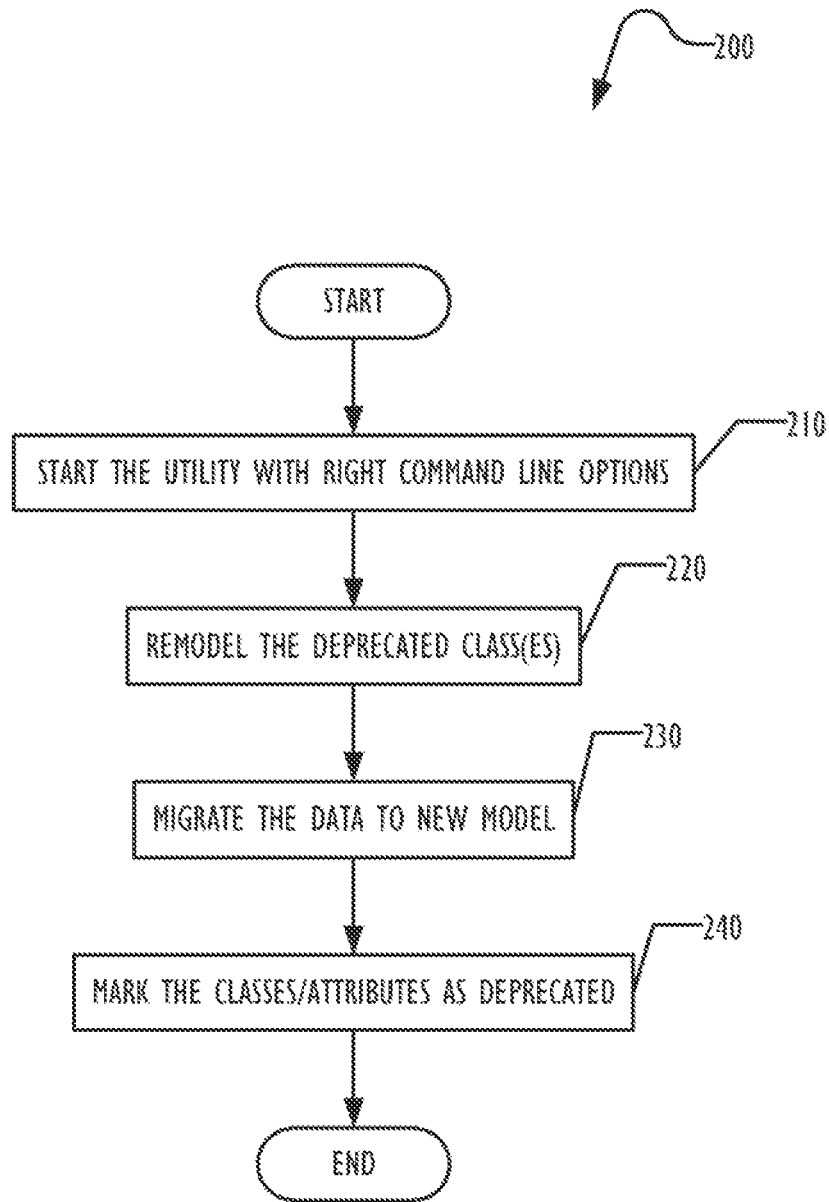 200
START
210
START THE UTILITY WITH RIGHT COMMAND LINE OPTIONS
220
REMODEL THE DEPRECATED CLASS(ES)
230
MIGRATE THE DATA TO NEW MODEL
240
MARK THE CLASSES/ATTRIBUTES AS DEPRECATED
END